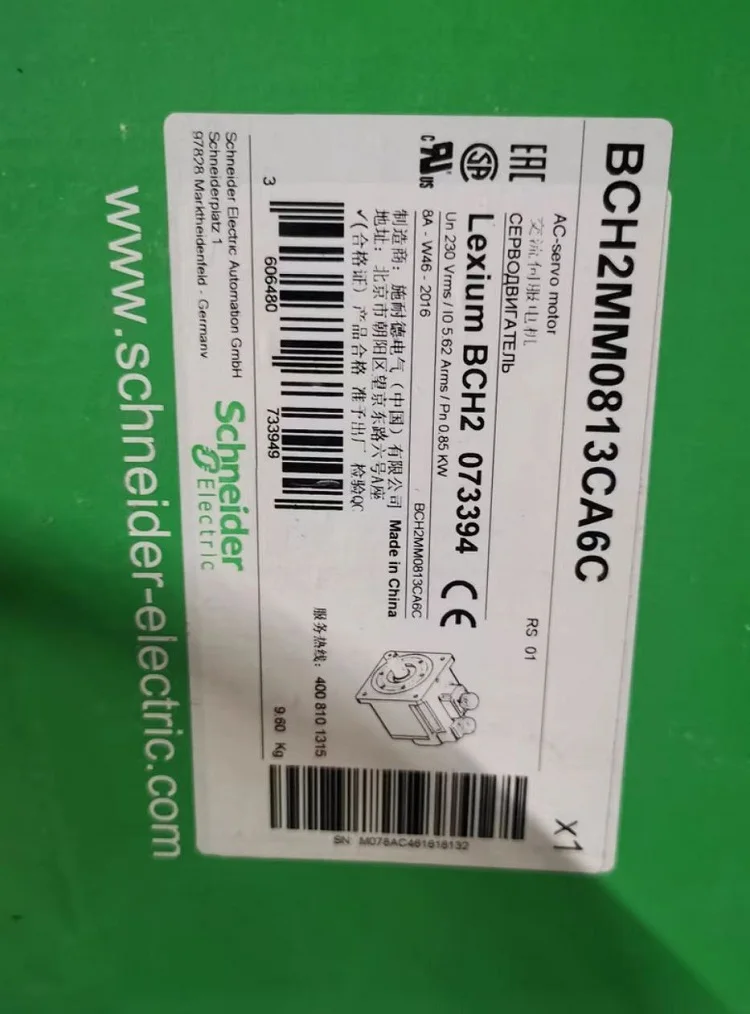 BCH2MM0813CA6C
X1
AC-servo motor
交流伺服电机
СЕРВОДВИГАТЕЛЬ
RS 01
EAC
Lexium BCH2 073394 CE
Un 230 Vrms / I0 5.62 Arms / Pn 0.85 KW
8A - W46 - 2016
BCH2MM0813CA6C
制造商：施耐德电气（中国）有限公司 Made in China
地址：北京市朝阳区望京东路六号A座
✓(合格证）产品合格 准予出厂 检验QC
服务热线：400 810 1315
3 606480 733949
9.60 Kg
SN M078AC461618132
Schneider Electric Automation GmbH
Schneiderplatz 1
97828 Marktheidenfeld - Germany
Schneider
Electric
www.schneider-electric.com